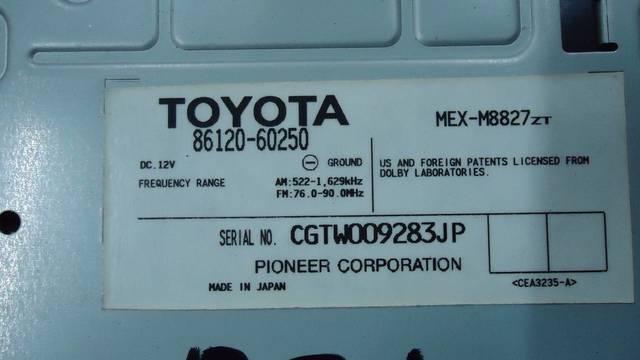 TOYOTA
86120-60250
MEX-M8827ZT
DC.12V
GROUND
FREQUENCY RANGE
AM:522-1,629kHz
FM:76.0-90.0MHz
US AND FOREIGN PATENTS LICENSED FROM
DOLBY LABORATORIES.
SERIAL NO. CGTW009283JP
PIONEER CORPORATION
MADE IN JAPAN
<CEA3235-A>